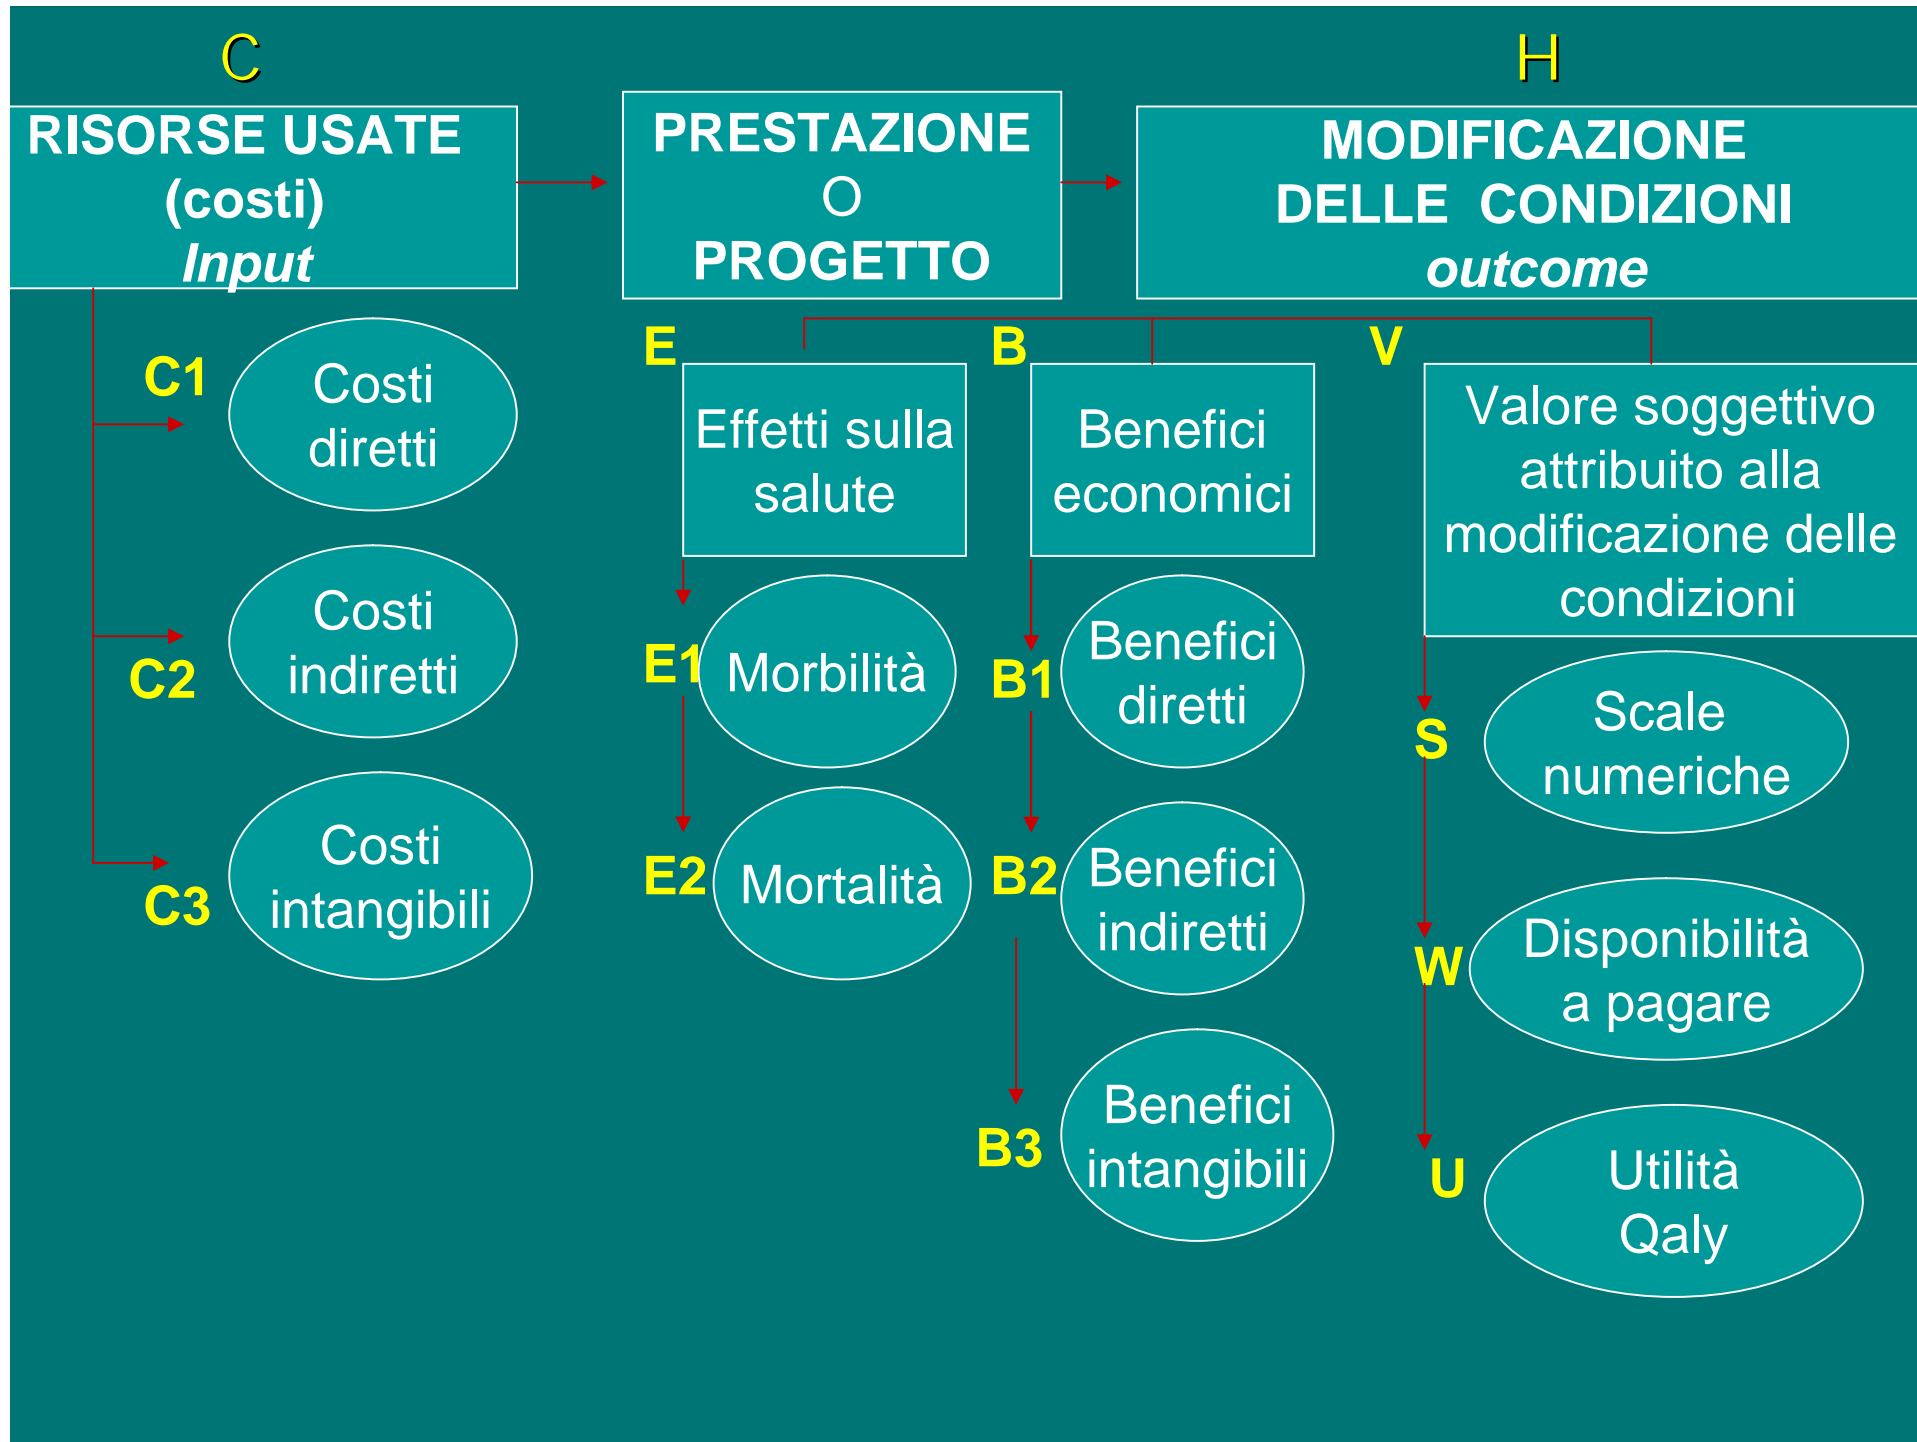 C
RISORSE USATE
(costi)
Input
PRESTAZIONE
O
PROGETTO
H
MODIFICAZIONE
DELLE CONDIZIONI
outcome
C1
Costi
diretti
C2
Costi
indiretti
C3
Costi
intangibili
E
Effetti sulla
salute
E1
Morbilità
E2
Mortalità
B
Benefici
economici
B1
Benefici
diretti
B2
Benefici
indiretti
B3
Benefici
intangibili
V
Valore soggettivo
attribuito alla
modificazione delle
condizioni
S
Scale
numeriche
W
Disponibilità
a pagare
U
Utilità
Qaly